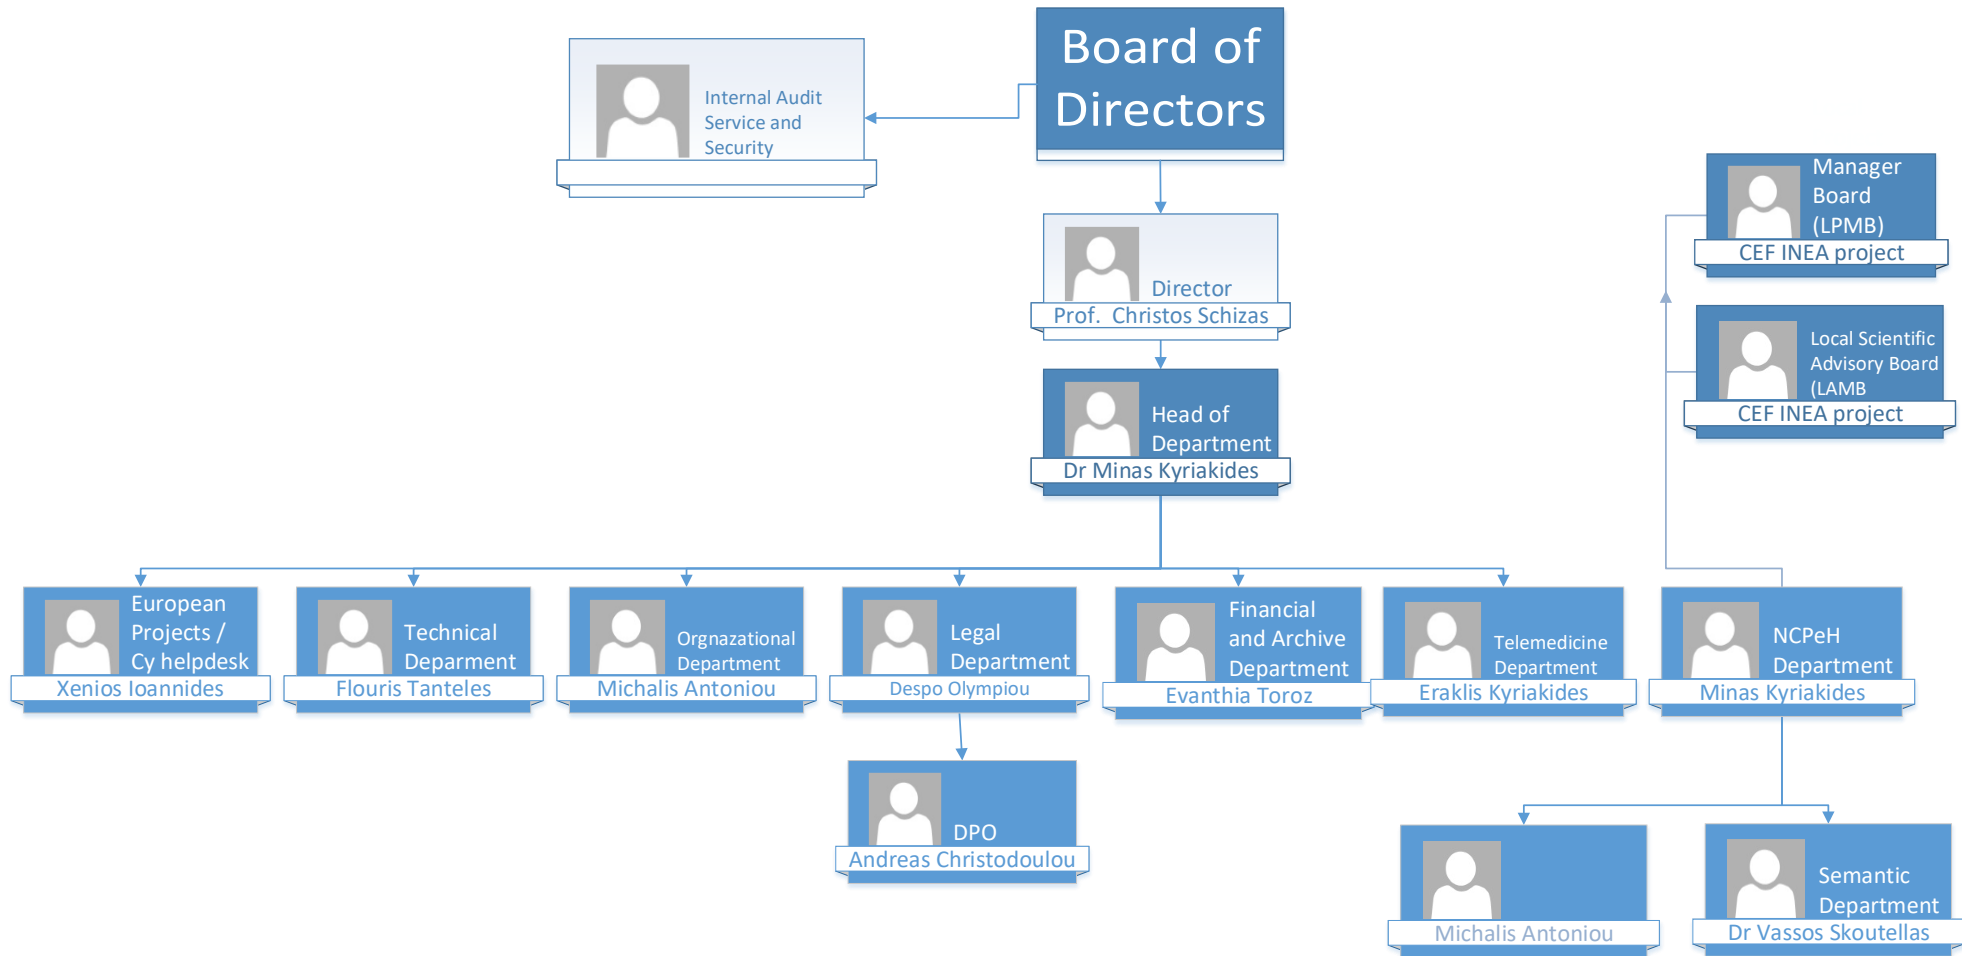 Board of
Directors
Internal Audit
Service and
Security
Manager
Board
(LPMB)
CEF INEA project
Director
Prof.  Christos Schizas
Local Scientific
Advisory Board
(LAMB
CEF INEA project
Head of
Department
Dr Minas Kyriakides
European
Projects /
Cy helpdesk
Xenios Ioannides
Technical
Deparment
Flouris Tanteles
Orgnazational
Department
Michalis Antoniou
Legal
Department
Despo Olympiou
Financial
and Archive
Department
Evanthia Toroz
Telemedicine
Department
Eraklis Kyriakides
NCPeH
Department
Minas Kyriakides
DPO
Andreas Christodoulou
Michalis Antoniou
Semantic
Department
Dr Vassos Skoutellas